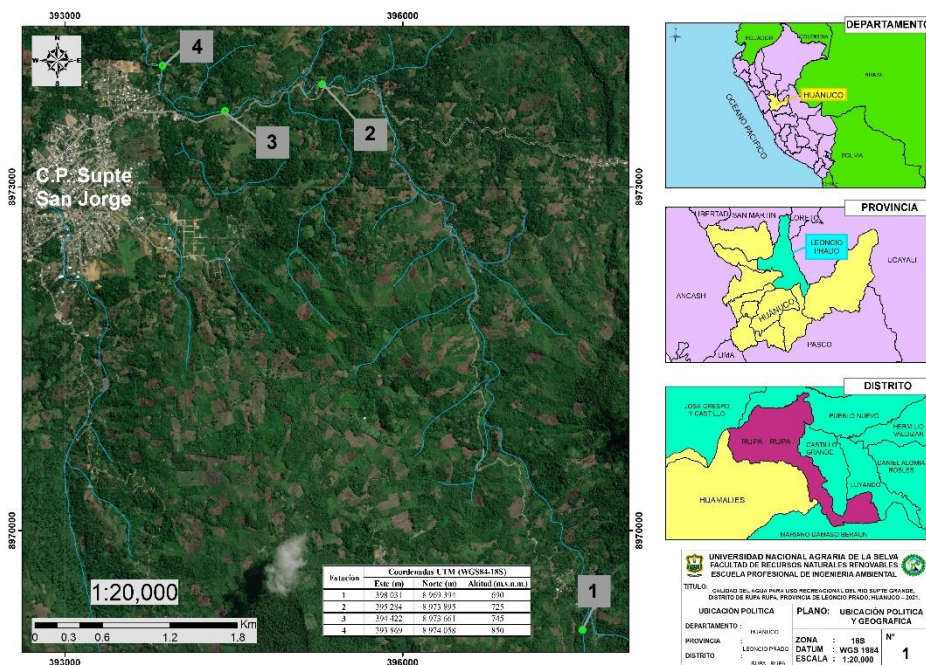 393000
396000
8973000
8970000
8973000
8970000
393000
396000
N
W
E
S
4
3
2
1
C.P. Supte
San Jorge
1:20,000
0 0.3 0.6 1.2 1.8
Km
Estación Coordenadas UTM (WGS84-18S)
Este (m) Norte (m) Altitud (m.s.n.m.)
1 398 031 8 969 394 690
2 395 284 8 973 895 725
3 394 422 8 973 661 745
4 393 869 8 974 058 850
DEPARTAMENTO
ECUADOR
COLOMBIA
BRASIL
HUÁNUCO
OCEANO PACIFICO
BOLIVIA
PROVINCIA
LIBERTAD
SAN MARTIN
LORETO
LEONCIO
PRADO
UCAYALI
ANCASH
HUÁNUCO
PASCO
LIMA
DISTRITO
JOSE CRESPO
Y CASTILLO
PUEBLO NUEVO
HERMILIO
VALDIZAN
RUPA - RUPA
CASTILLO
GRANDE
DANIEL ALOMIA
ROBLES
LUYANDO
HUAMALIES
MARIANO DAMASO BERAUN
UNIVERSIDAD NACIONAL AGRARIA DE LA SELVA
FACULTAD DE RECURSOS NATURALES RENOVABLES
ESCUELA PROFESIONAL DE INGENIERIA AMBIENTAL
TITULO:
CALIDAD DEL AGUA PARA USO RECREACIONAL DEL RIO SUPTE GRANDE,
DISTRITO DE RUPA RUPA, PROVINCIA DE LEONCIO PRADO, HUANUCO – 2021.
UBICACIÓN POLITICA
DEPARTAMENTO : HUANUCO
PROVINCIA : LEONCIO PRADO
DISTRITO : RUPA RUPA
PLANO: UBICACIÓN POLITICA
Y GEOGRAFICA
ZONA : 18S
DATUM : WGS 1984
ESCALA : 1:20,000
N°
1